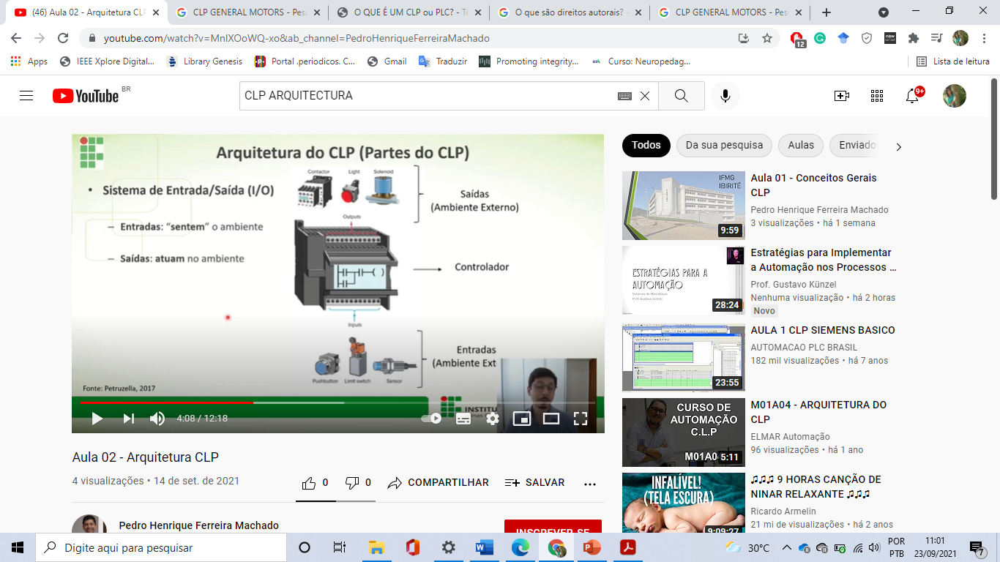 (46) Aula 02 - Arquitetura CLP
CLP GENERAL MOTORS - Pes
O QUE É UM CLP ou PLC? - Te
O que são direitos autorais? -
CLP GENERAL MOTORS - Pes
youtube.com/watch?v=MnIXOoWQ-xo&ab_channel=PedroHenriqueFerreiraMachado
12
Apps
IEEE Xplore Digital...
Library Genesis
Portal .periodicos. C...
Gmail
Traduzir
Promoting integrity...
Curso: Neuropedag...
Lista de leitura
YouTube BR
CLP ARQUITECTURA
9+
Arquitetura do CLP (Partes do CLP)
Contactor Light Solenoid
• Sistema de Entrada/Saída (I/O)
Saídas
(Ambiente Externo)
Outputs
– Entradas: “sentem” o ambiente
– Saídas: atuam no ambiente
Controlador
Inputs
Entradas
(Ambiente Ext
Pushbutton Limit switch Sensor
Fonte: Petruzella, 2017
INSTITU
4:08 / 12:18
Aula 02 - Arquitetura CLP
4 visualizações • 14 de set. de 2021
0
0
COMPARTILHAR
SALVAR
Pedro Henrique Ferreira Machado
INSCREVER-SE
Todos
Da sua pesquisa
Aulas
Enviados
IFMG
IBIRITÉ
9:59
Aula 01 - Conceitos Gerais
CLP
Pedro Henrique Ferreira Machado
3 visualizações • há 1 semana
ESTRATÉGIAS PARA A
AUTOMAÇÃO
Sistemas de Manufatura
Prof. Gustavo Künzel
28:24
Estratégias para Implementar
a Automação nos Processos ...
Prof. Gustavo Künzel
Nenhuma visualização • há 2 horas
Novo
23:55
AULA 1 CLP SIEMENS BASICO
AUTOMACAO PLC BRASIL
182 mil visualizações • há 7 anos
CURSO DE
AUTOMAÇÃO
C.L.P
M01A04
5:11
M01A04 - ARQUITETURA DO
CLP
ELMAR Automação
96 visualizações • há 1 ano
INFALÍVEL!
(TELA ESCURA)
9:09:27
♫♫♫ 9 HORAS CANÇÃO DE
NINAR RELAXANTE ♫♫♫
Ricardo Armelin
21 mi de visualizações • há 2 anos
Digite aqui para pesquisar
30°C
POR
PTB
11:01
23/09/2021
7